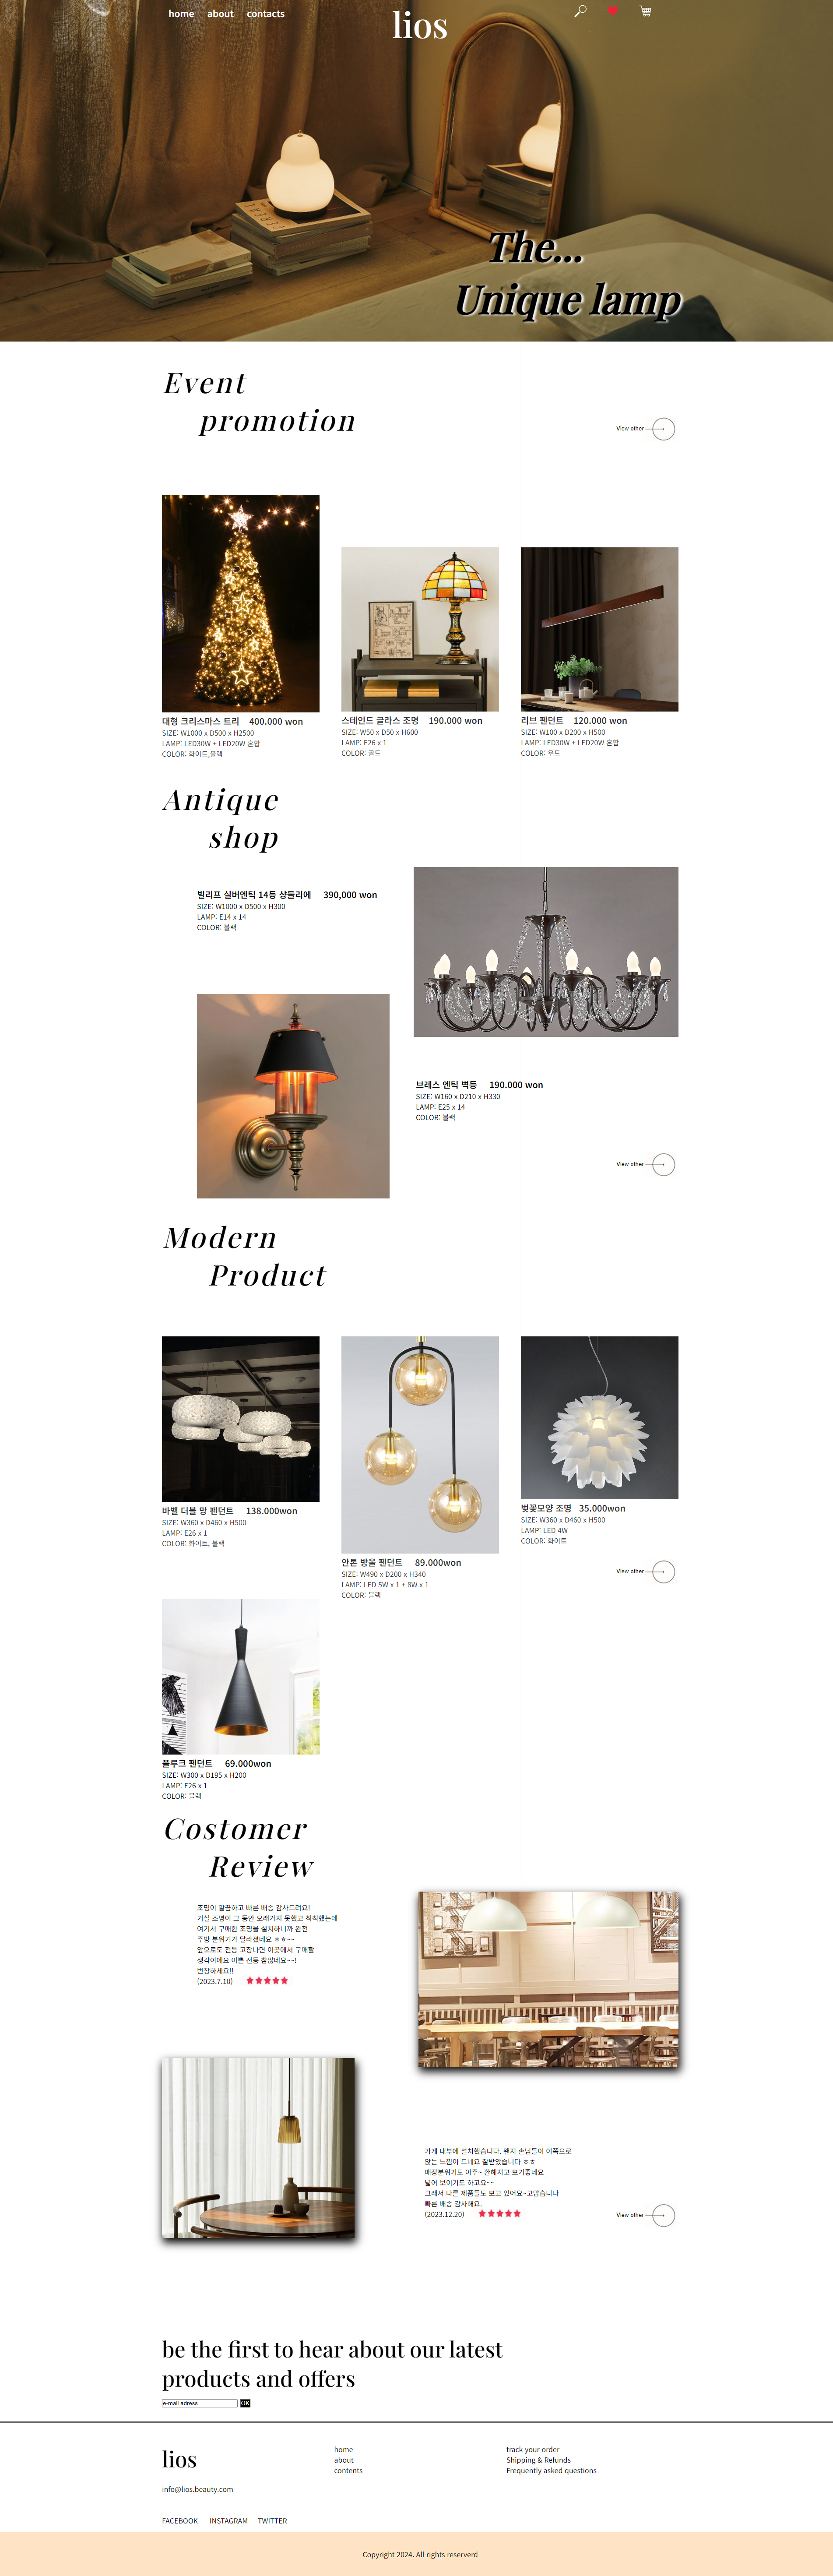 home about contacts
lios
The...
Unique lamp
Event
promotion
View other
대형 크리스마스 트리 400.000 won
SIZE: W1000 x D500 x H2500
LAMP: LED30W + LED20W 혼합
COLOR: 화이트,블랙
스테인드 글라스 조명 190.000 won
SIZE: W50 x D50 x H600
LAMP: E26 x 1
COLOR: 골드
리브 펜던트 120.000 won
SIZE: W100 x D200 x H500
LAMP: LED30W + LED20W 혼합
COLOR: 우드
Antique
shop
빌리프 실버엔틱 14등 샹들리에 390,000 won
SIZE: W1000 x D500 x H300
LAMP: E14 x 14
COLOR: 블랙
브레스 엔틱 벽등 190.000 won
SIZE: W160 x D210 x H330
LAMP: E25 x 14
COLOR: 블랙
View other
Modern
Product
바벨 더블 망 펜던트 138.000won
SIZE: W360 x D460 x H500
LAMP: E26 x 1
COLOR: 화이트, 블랙
안톤 방울 펜던트 89.000won
SIZE: W490 x D200 x H340
LAMP: LED 5W x 1 + 8W x 1
COLOR: 블랙
벚꽃모양 조명 35.000won
SIZE: W360 x D460 x H500
LAMP: LED 4W
COLOR: 화이트
View other
플루크 펜던트 69.000won
SIZE: W300 x D195 x H200
LAMP: E26 x 1
COLOR: 블랙
Costomer
Review
조명이 깔끔하고 빠른 배송 감사드려요!
거실 조명이 그 동안 오래가지 못했고 칙칙했는데
여기서 구매한 조명을 설치하니까 완전
주방 분위기가 달라졌네요 ㅎㅎ~~
앞으로도 전등 고장나면 이곳에서 구매할
생각이에요 이쁜 전등 참많네요~~!
번창하세요!!
(2023.7.10)
가게 내부에 설치했습니다. 왠지 손님들이 이쪽으로
앉는 느낌이 드네요 잘받았습니다 ㅎㅎ
매장분위기도 아주~ 환해지고 보기좋네요
넓어 보이기도 하고요~~
그래서 다른 제품들도 보고 있어요~고맙습니다
빠른 배송 감사해요.
(2023.12.20)
View other
be the first to hear about our latest
products and offers
e-mail adress OK
lios
info@lios.beauty.com
FACEBOOK INSTAGRAM TWITTER
home
about
contents
track your order
Shipping & Refunds
Frequently asked questions
Copyright 2024. All rights reserverd